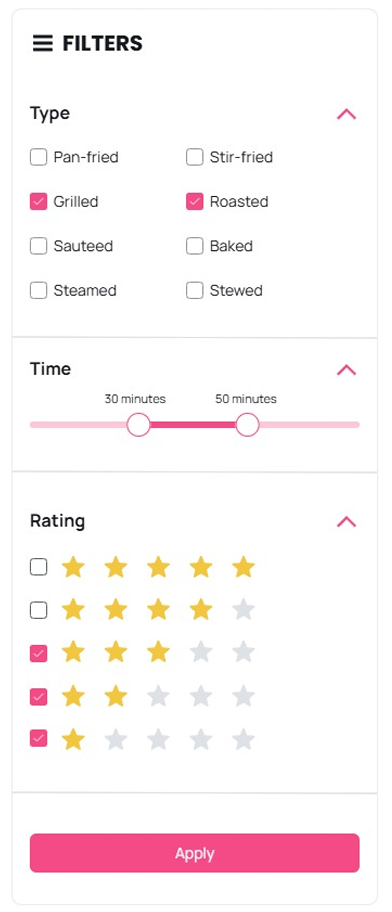 FILTERS
Type
Pan-fried Stir-fried
Grilled Roasted
Sauteed Baked
Steamed Stewed
Time
30 minutes 50 minutes
Rating
Apply